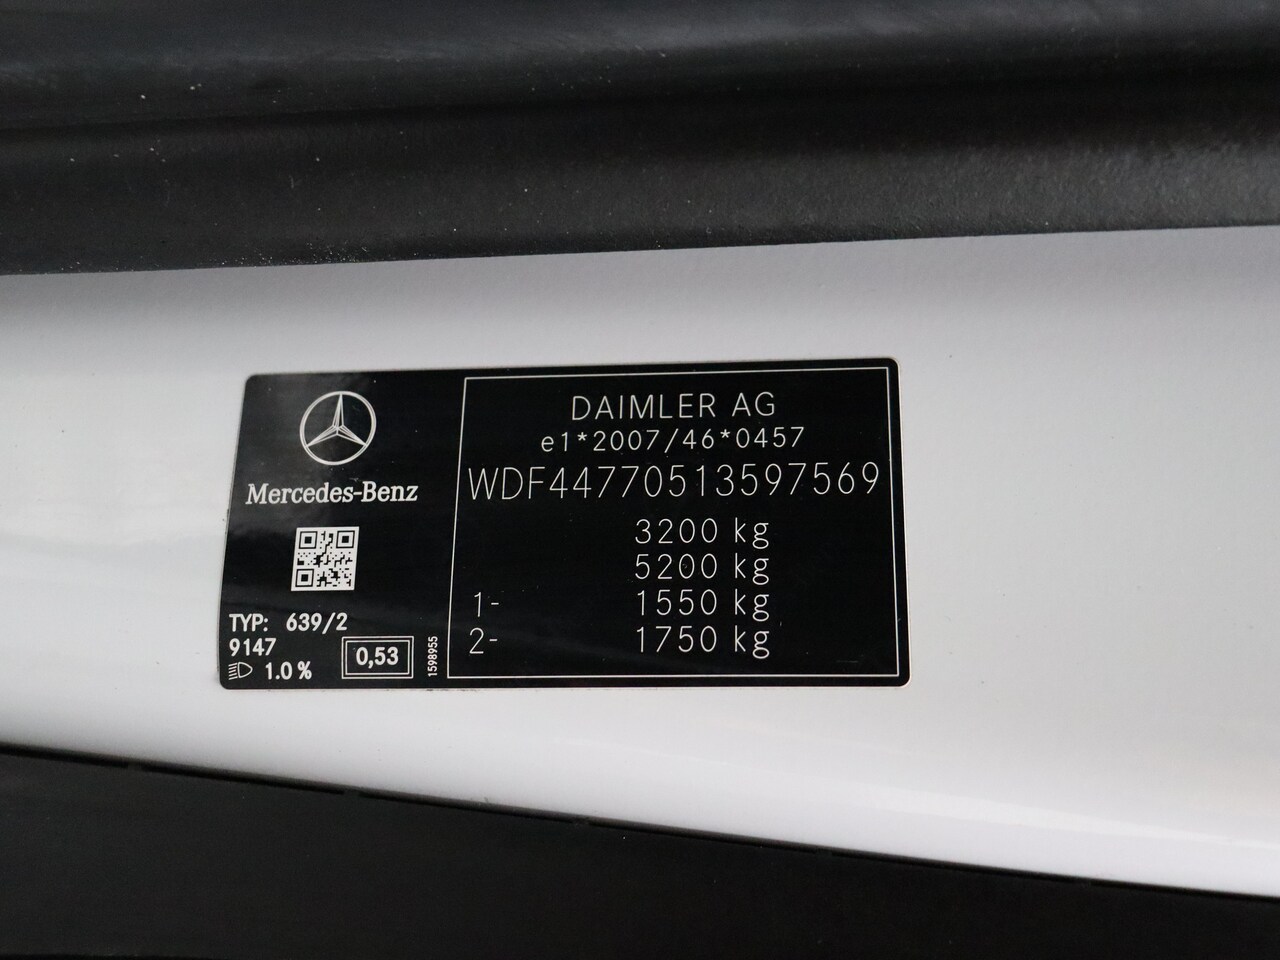 Mercedes-Benz
TYP: 639/2
9147
1.0 %
0,53
1598955
DAIMLER AG
e1*2007/46*0457
WDF44770513597569
3200 kg
5200 kg
1- 1550 kg
2- 1750 kg